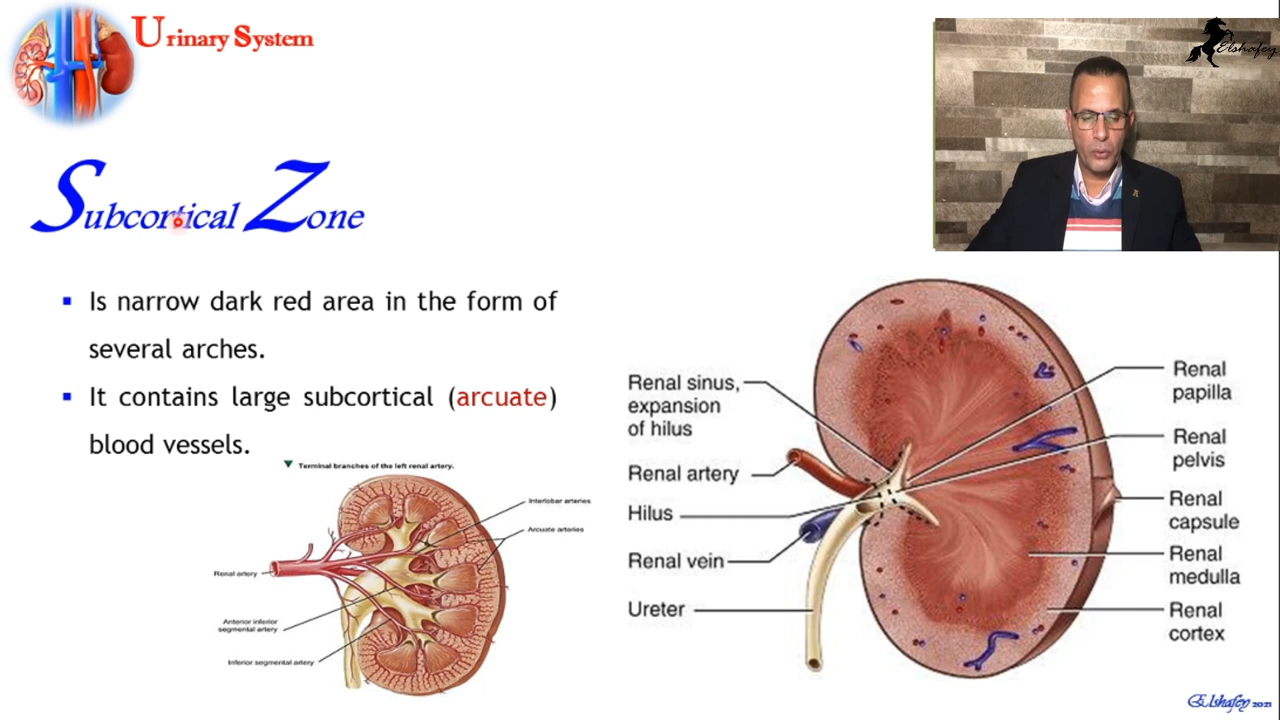 Urinary System
Elshafey
Subcortical Zone
▪ Is narrow dark red area in the form of
several arches.
▪ It contains large subcortical (arcuate)
blood vessels.
Terminal branches of the left renal artery.
Interlobar arteries
Arcuate arteries
Renal artery
Anterior inferior
segmental artery
Inferior segmental artery
Renal sinus,
expansion
of hilus
Renal artery
Hilus
Renal vein
Ureter
Renal
papilla
Renal
pelvis
Renal
capsule
Renal
medulla
Renal
cortex
Elshafey 2021